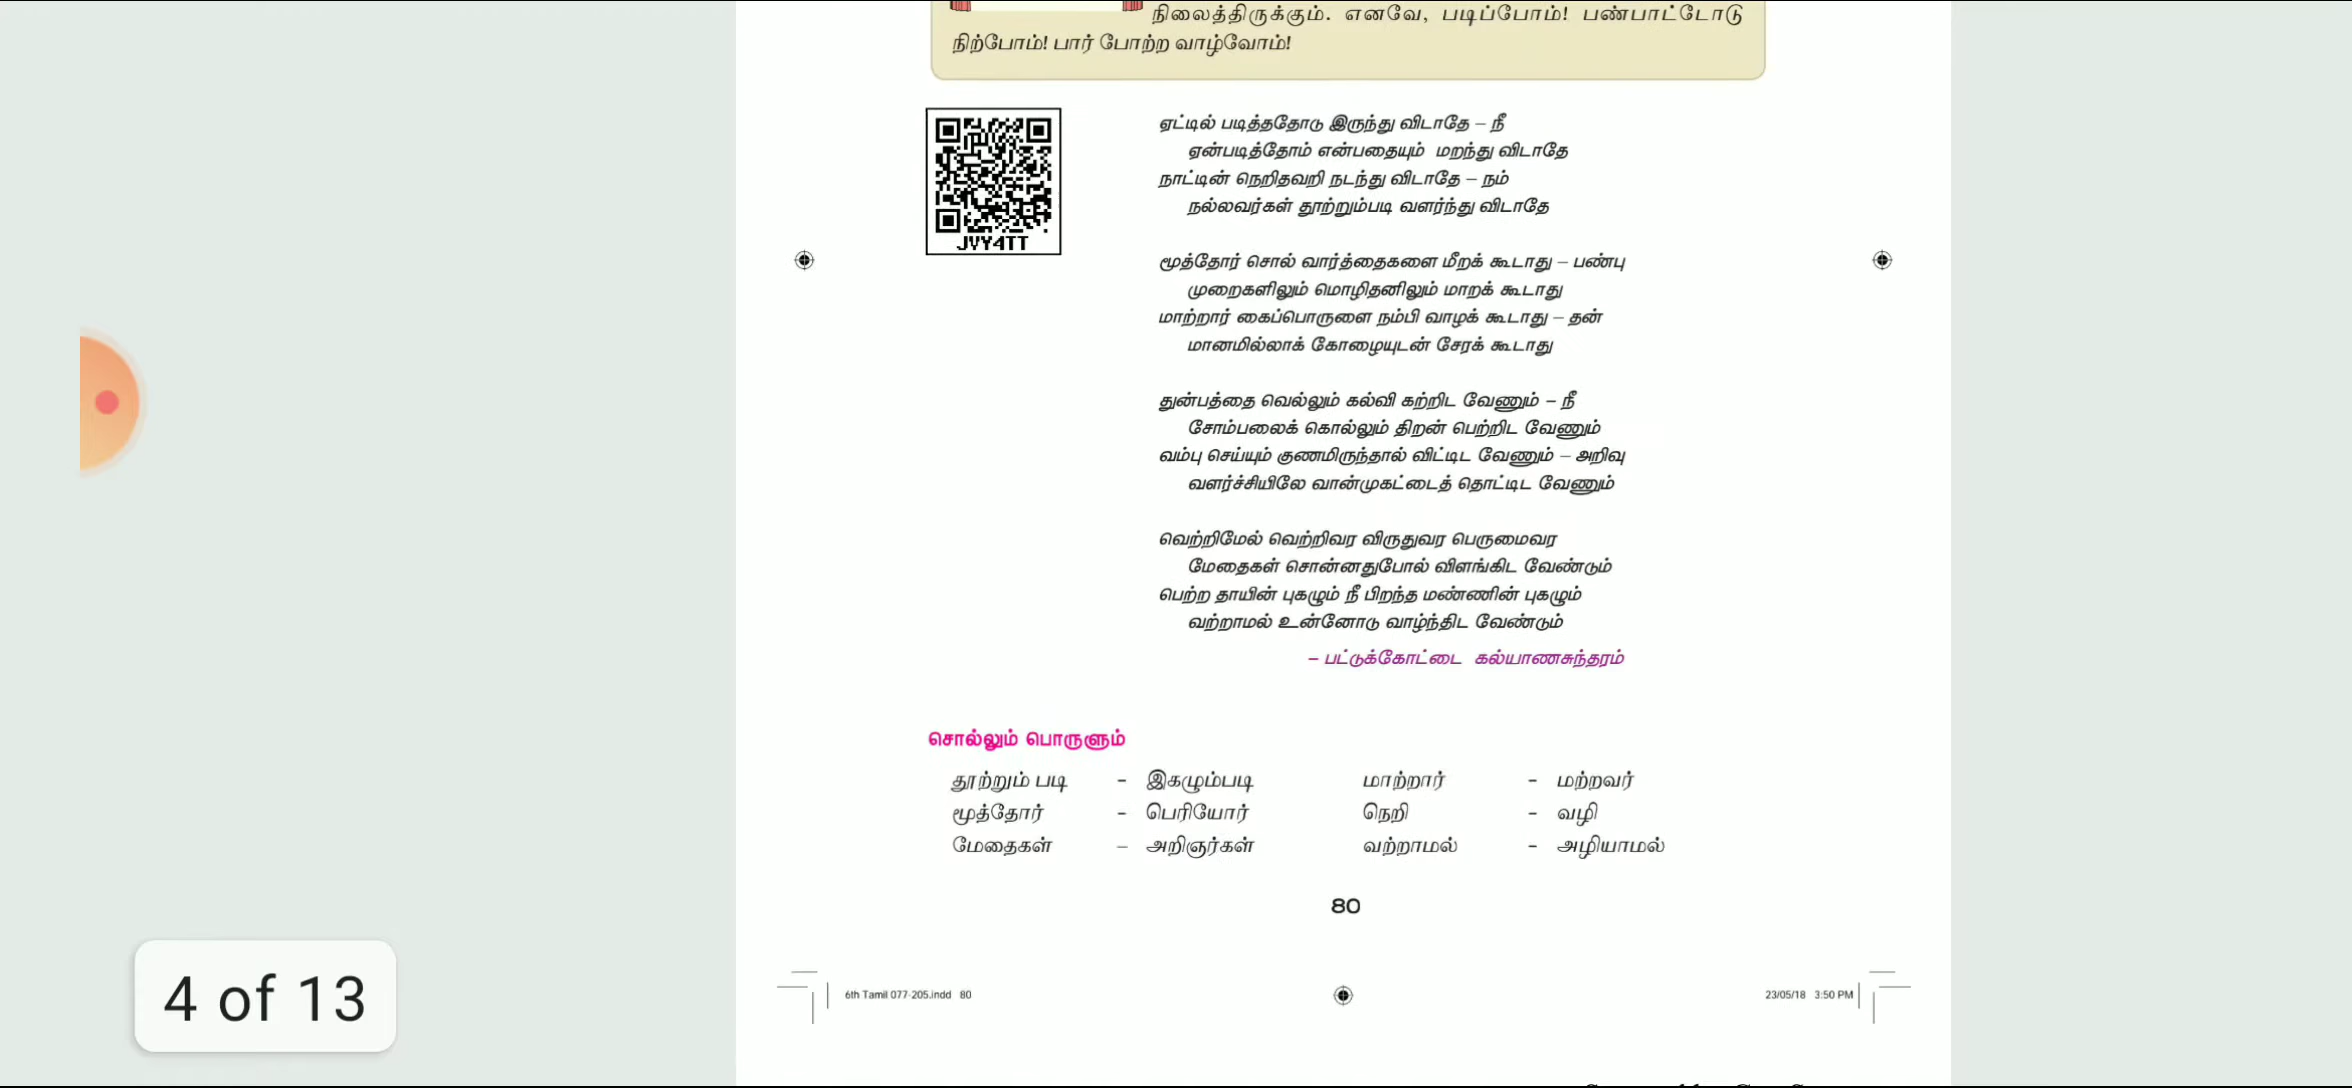 நிலைத்திருக்கும். எனவே, படிப்போம்! பண்பாட்டோடு
நிற்போம்! பார் போற்ற வாழ்வோம்!
JVY4TT
ஏட்டில் படித்ததோடு இருந்து விடாதே – நீ
ஏன்படித்தோம் என்பதையும் மறந்து விடாதே
நாட்டின் நெறிதவறி நடந்து விடாதே – நம்
நல்லவர்கள் தூற்றும்படி வளர்ந்து விடாதே
மூத்தோர் சொல் வார்த்தைகளை மீறக் கூடாது – பண்பு
முறைகளிலும் மொழிதனிலும் மாறக் கூடாது
மாற்றார் கைப்பொருளை நம்பி வாழக் கூடாது – தன்
மானமில்லாக் கோழையுடன் சேரக் கூடாது
துன்பத்தை வெல்லும் கல்வி கற்றிட வேணும் – நீ
சோம்பலைக் கொல்லும் திறன் பெற்றிட வேணும்
வம்பு செய்யும் குணமிருந்தால் விட்டிட வேணும் – அறிவு
வளர்ச்சியிலே வான்முகட்டைத் தொட்டிட வேணும்
வெற்றிமேல் வெற்றிவர விருதுவர பெருமைவர
மேதைகள் சொன்னதுபோல் விளங்கிட வேண்டும்
பெற்ற தாயின் புகழும் நீ பிறந்த மண்ணின் புகழும்
வற்றாமல் உன்னோடு வாழ்ந்திட வேண்டும்
– பட்டுக்கோட்டை கல்யாணசுந்தரம்
சொல்லும் பொருளும்
தூற்றும் படி - இகழும்படி மாற்றார் - மற்றவர்
மூத்தோர் - பெரியோர் நெறி - வழி
மேதைகள் – அறிஞர்கள் வற்றாமல் - அழியாமல்
80
4 of 13
6th Tamil 077-205.indd 80 23/05/18 3:50 PM